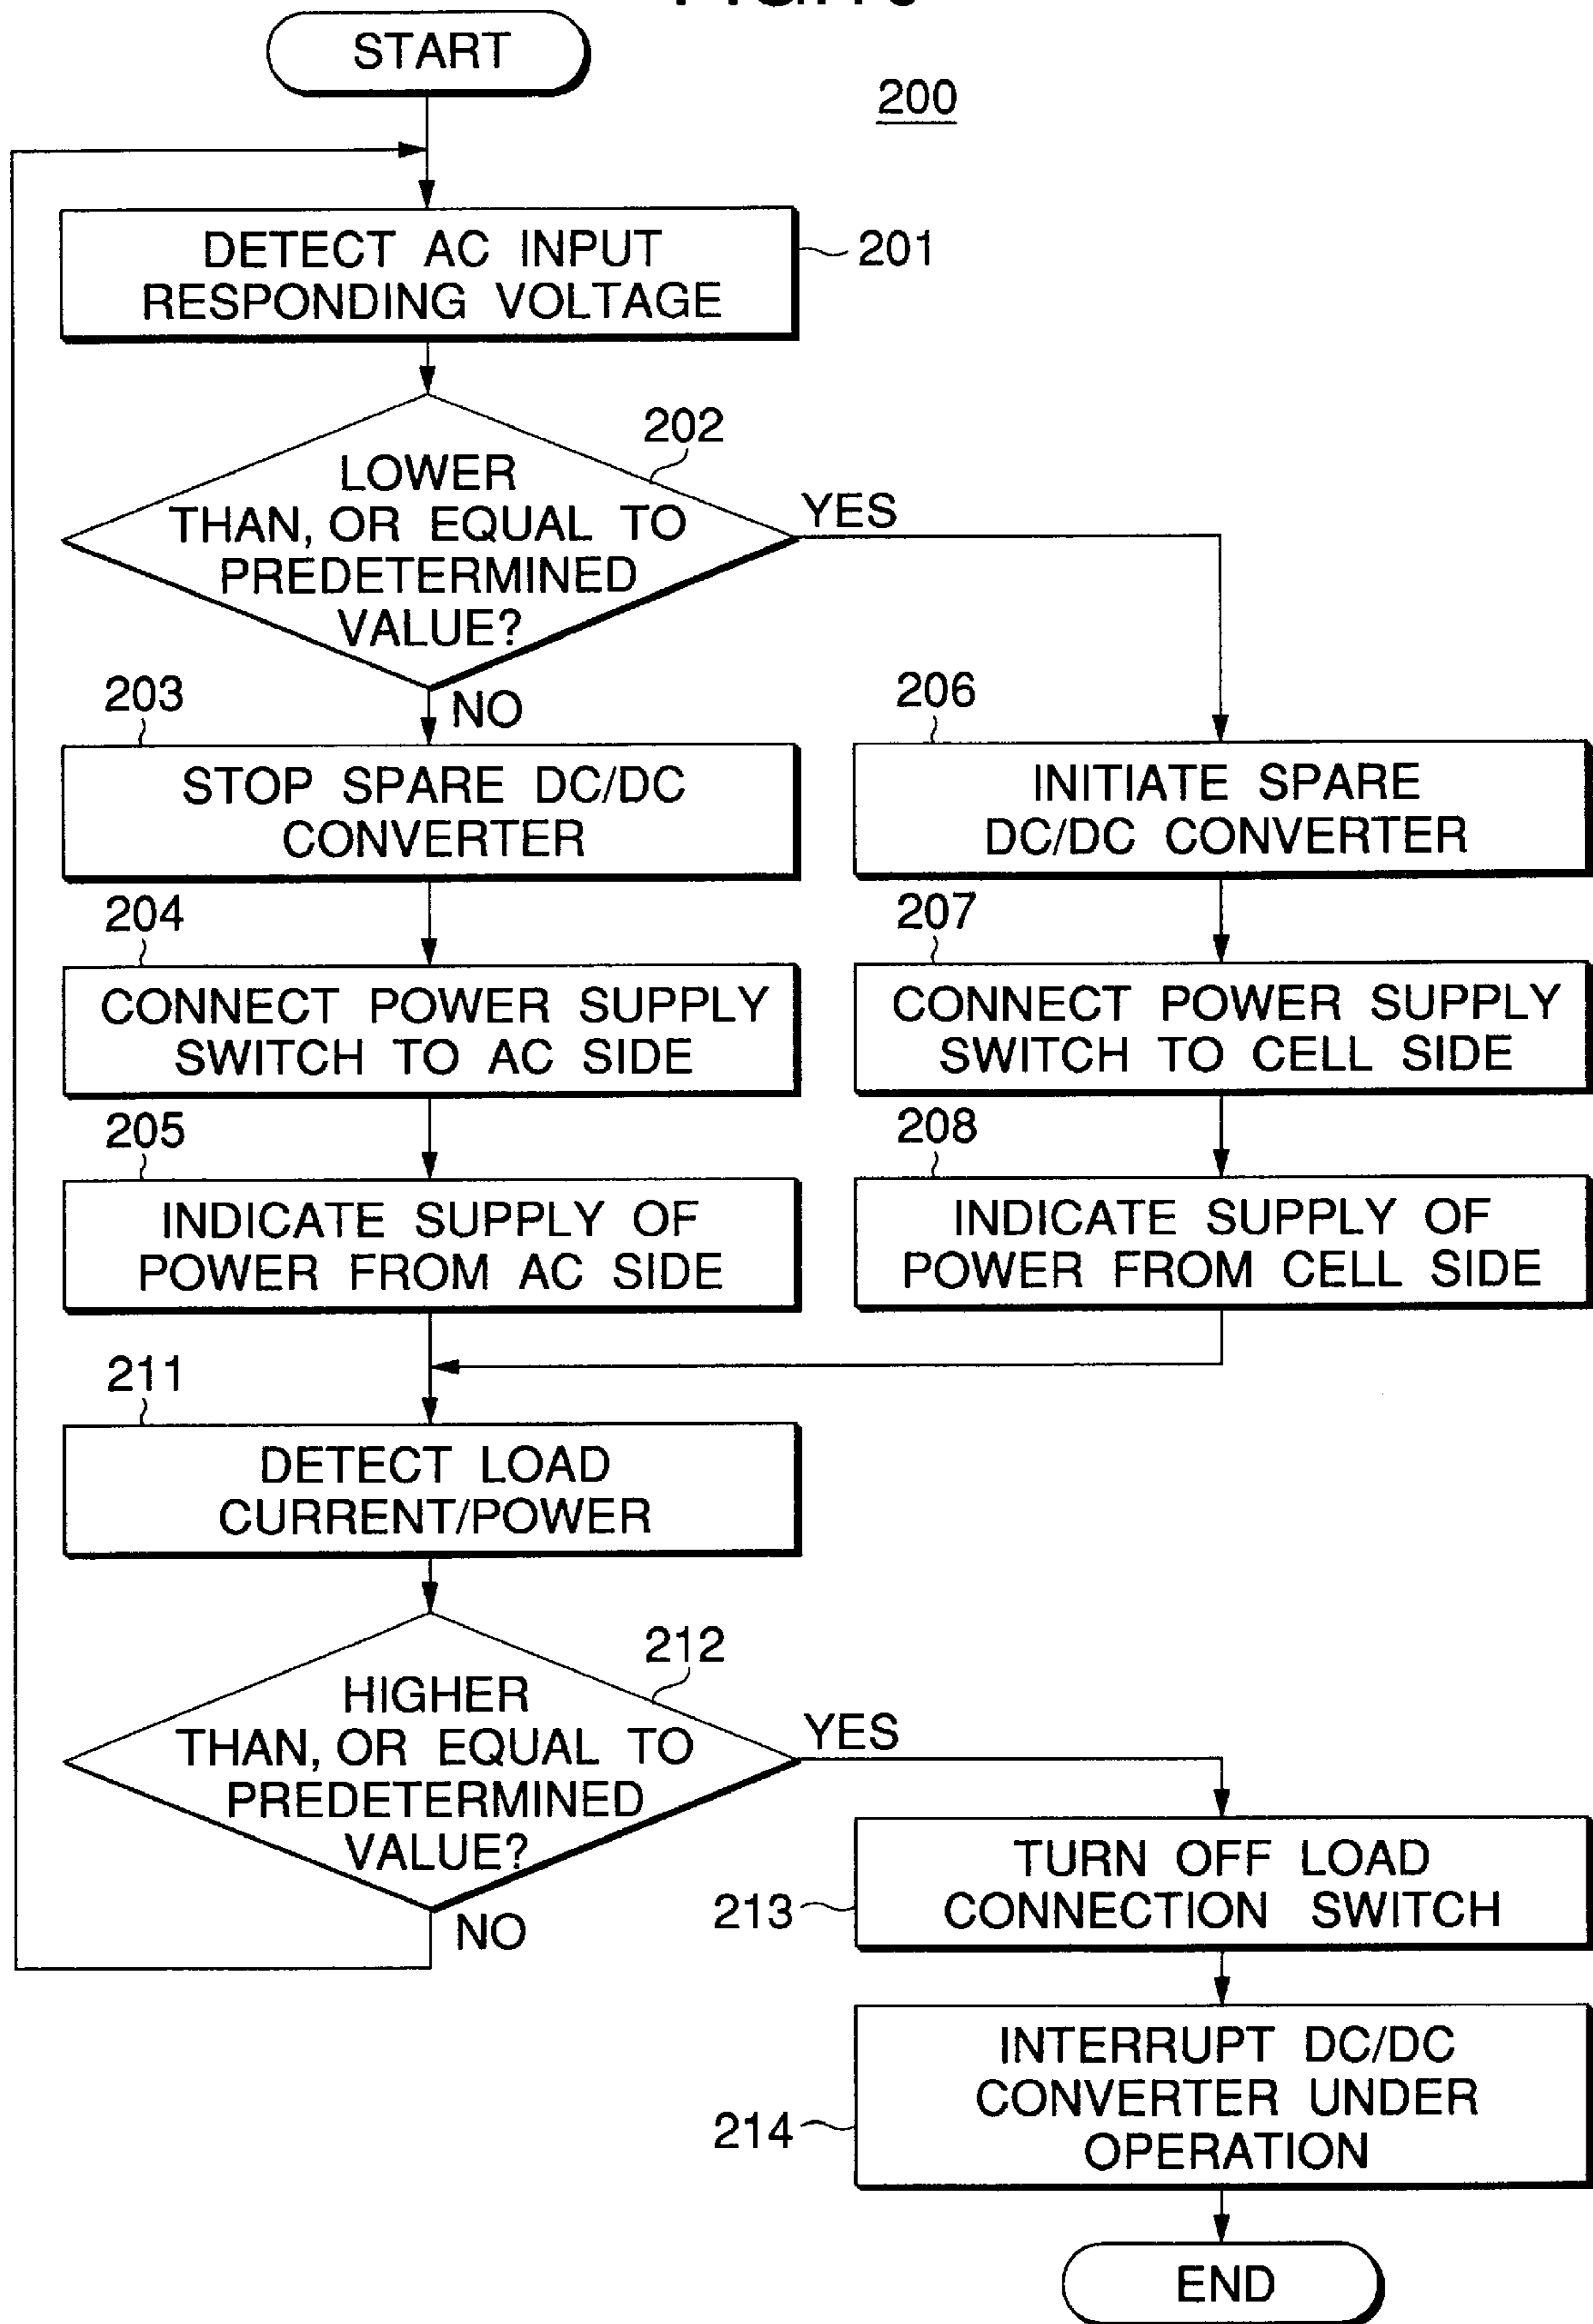 START
200
DETECT AC INPUT
RESPONDING VOLTAGE
201
202
LOWER
THAN, OR EQUAL TO
PREDETERMINED
VALUE?
YES
NO
203
STOP SPARE DC/DC
CONVERTER
206
INITIATE SPARE
DC/DC CONVERTER
204
CONNECT POWER SUPPLY
SWITCH TO AC SIDE
207
CONNECT POWER SUPPLY
SWITCH TO CELL SIDE
205
INDICATE SUPPLY OF
POWER FROM AC SIDE
208
INDICATE SUPPLY OF
POWER FROM CELL SIDE
211
DETECT LOAD
CURRENT/POWER
212
HIGHER
THAN, OR EQUAL TO
PREDETERMINED
VALUE?
YES
NO
TURN OFF LOAD
CONNECTION SWITCH
213
INTERRUPT DC/DC
CONVERTER UNDER
OPERATION
214
END